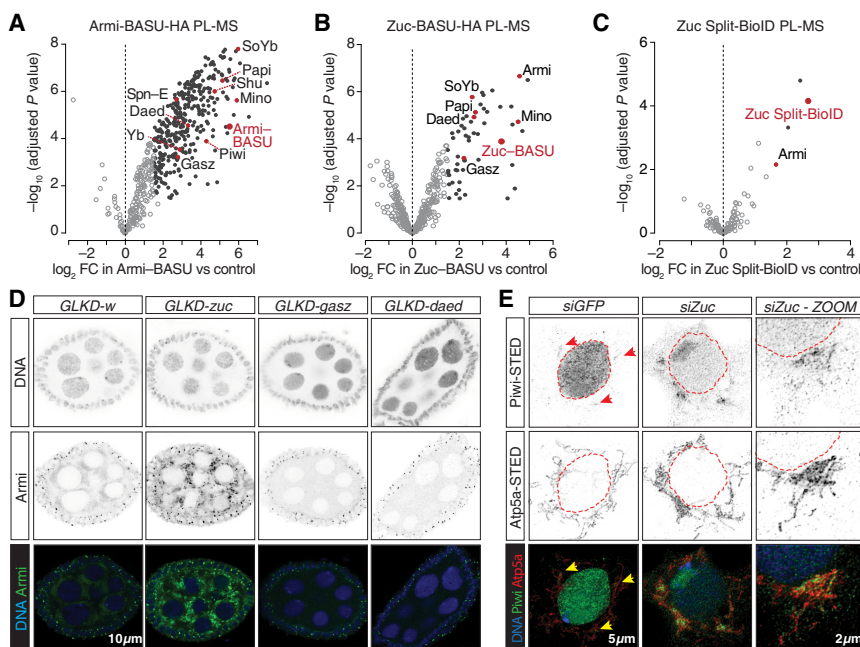 A
Armi-BASU-HA PL-MS
−log10 (adjusted P value)
8
6
4
2
0
−2
0
2
4
6
SoYb
Papi
Shu
Spn–E
Mino
Daed
Armi–
BASU
Yb
Piwi
Gasz
log2 FC in Armi–BASU vs control
B
Zuc-BASU-HA PL-MS
−log10 (adjusted P value)
8
6
4
2
0
−2
0
2
4
6
Armi
SoYb
Papi
Daed
Mino
Zuc–BASU
Gasz
log2 FC in Zuc–BASU vs control
C
Zuc Split-BioID PL-MS
−log10 (adjusted P value)
6
4
2
0
−2
0
2
4
Zuc Split-BioID
Armi
log2 FC in Zuc Split-BioID vs control
D
GLKD-w
GLKD-zuc
GLKD-gasz
GLKD-daed
DNA
Armi
DNA Armi
10µm
E
siGFP
siZuc
siZuc - ZOOM
Piwi-STED
Atp5a-STED
DNA Piwi Atp5a
5µm
2µm